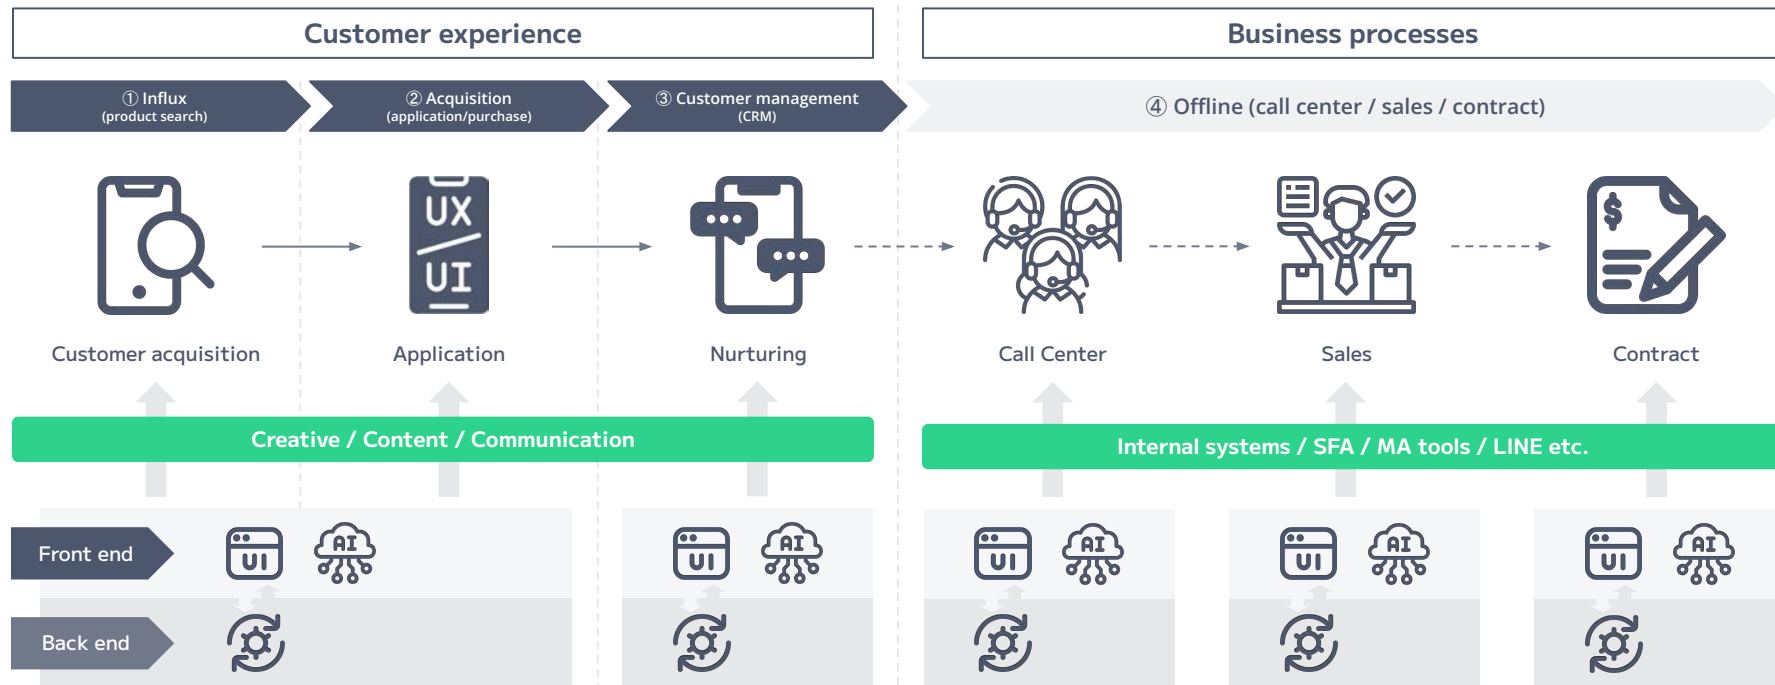 Customer experience
Business processes
① Influx
(product search)
② Acquisition
(application/purchase)
③ Customer management
(CRM)
④ Offline (call center / sales / contract)
UX
UI
$
Customer acquisition
Application
Nurturing
Call Center
Sales
Contract
Creative / Content / Communication
Internal systems / SFA / MA tools / LINE etc.
Front end
UI
AI
UI
AI
UI
AI
UI
AI
UI
AI
Back end